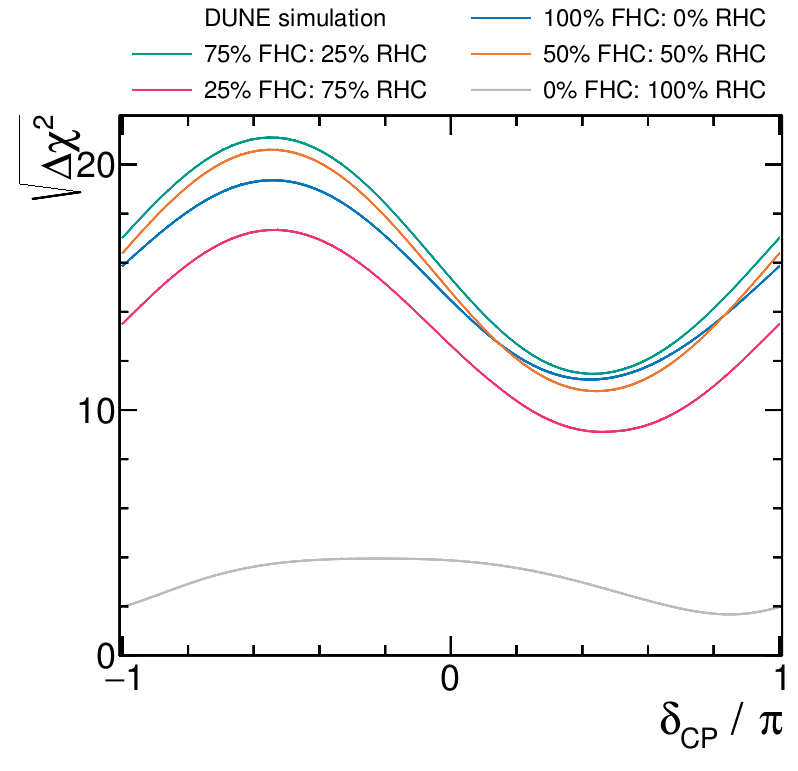 DUNE simulation
100% FHC: 0% RHC
75% FHC: 25% RHC
50% FHC: 50% RHC
25% FHC: 75% RHC
0% FHC: 100% RHC
√Δχ²
20
10
0
−1
0
1
δCP / π